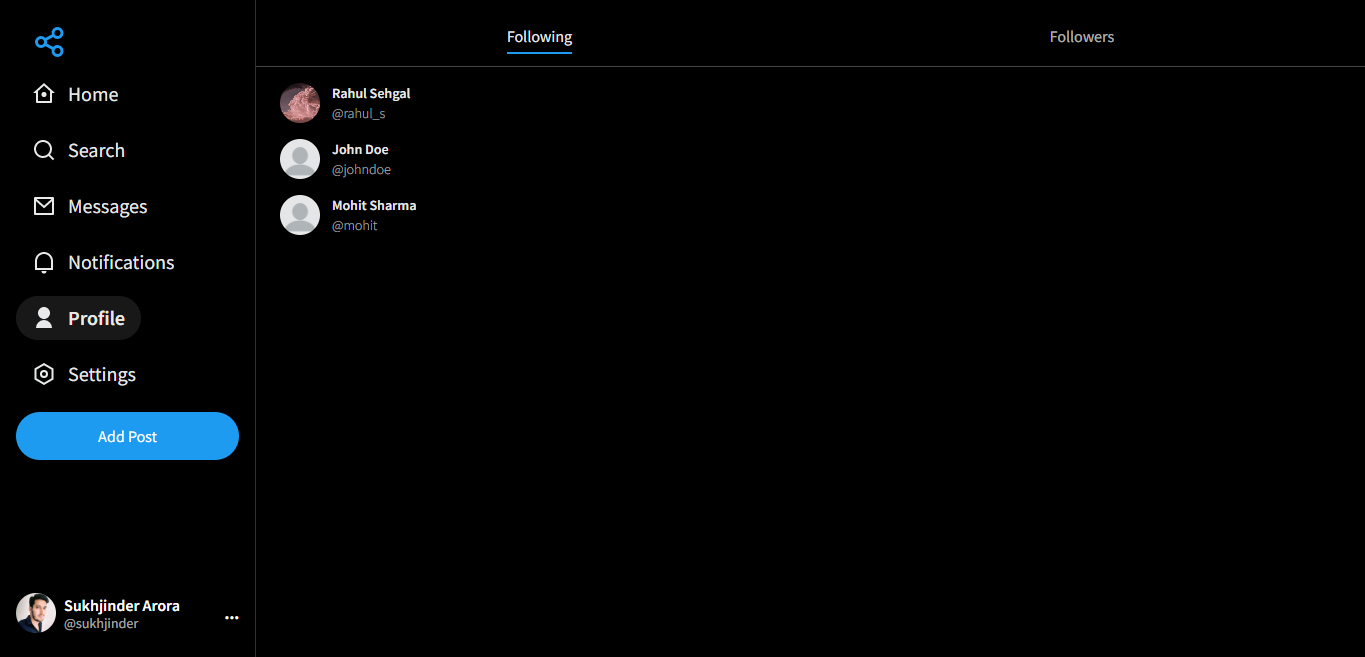 Home
Search
Messages
Notifications
Profile
Settings
Add Post
Sukhjinder Arora
@sukhjinder
Following
Followers
Rahul Sehgal
@rahul_s
John Doe
@johndoe
Mohit Sharma
@mohit